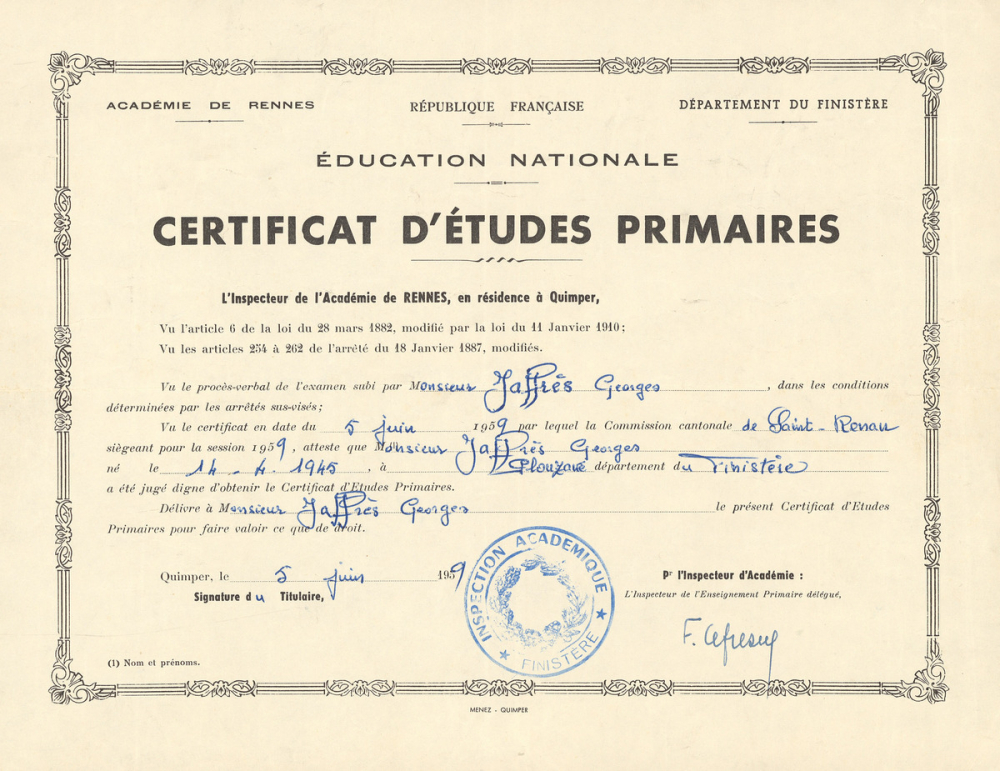 ACADÉMIE DE RENNES RÉPUBLIQUE FRANÇAISE DÉPARTEMENT DU FINISTÈRE
ÉDUCATION NATIONALE
CERTIFICAT D'ÉTUDES PRIMAIRES
L'Inspecteur de l'Académie de RENNES, en résidence à Quimper,
Vu l'article 6 de la loi du 28 mars 1882, modifié par la loi du 11 Janvier 1910 ;
Vu les articles 254 à 262 de l'arrêté du 18 Janvier 1887, modifiés.
Vu le procès-verbal de l'examen subi par Monsieur Jaffrès Georges , dans les conditions
déterminées par les arrêtés sus-visés ;
Vu le certificat en date du 5 juin 1959 par lequel la Commission cantonale de Saint-Renan
siégeant pour la session 1959, atteste que Monsieur Jaffrès Georges
né le 14-4-1945 , à Plouzané département du Finistère
a été jugé digne d'obtenir le Certificat d'Etudes Primaires.
Délivré à Monsieur Jaffrès Georges le présent Certificat d'Etudes
Primaires pour faire valoir ce que de droit.
Quimper, le 5 juin 1959
Signature du Titulaire,
INSPECTION ACADEMIQUE
★ FINISTÈRE ★
Pr l'Inspecteur d'Académie :
L'Inspecteur de l'Enseignement Primaire délégué,
(1) Nom et prénoms.
MENEZ - QUIMPER